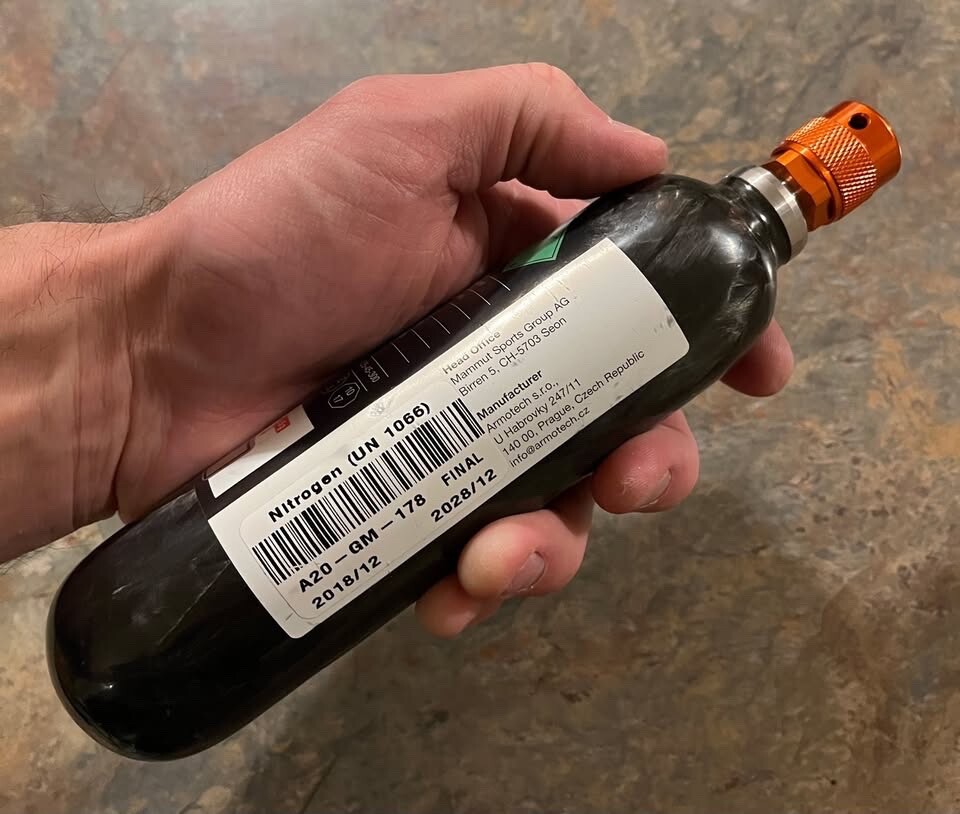 Nitrogen (UN 1066)
A20-GM-178 FINAL
2018/12 2028/12
Head Office
Mammut Sports Group AG
Birren 5, CH-5703 Seon
Manufacturer
Armotech s.r.o.,
U Habrovky 247/11
140 00, Prague, Czech Republic
info@armotech.cz